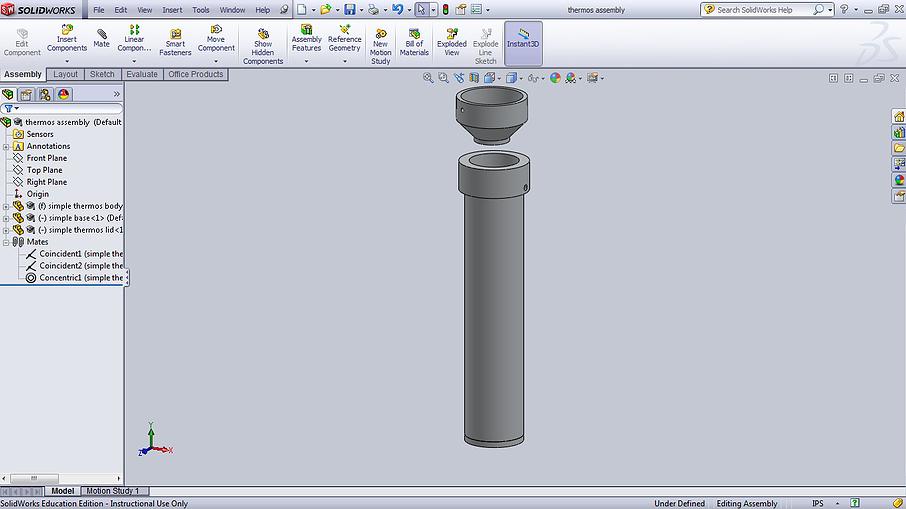 SW SOLIDWORKS File Edit View Insert Tools Window Help thermos assembly Search SolidWorks Help
Edit Component
Insert Components
Mate
Linear Compon...
Smart Fasteners
Move Component
Show Hidden Components
Assembly Features
Reference Geometry
New Motion Study
Bill of Materials
Exploded View
Explode Line Sketch
Instant3D
Assembly Layout Sketch Evaluate Office Products
thermos assembly (Default
Sensors
Annotations
Front Plane
Top Plane
Right Plane
Origin
(f) simple thermos body
(-) simple base<1> (Def
(-) simple thermos lid<1
Mates
Coincident1 (simple the
Coincident2 (simple the
Concentric1 (simple the
Y
Z X
Model Motion Study 1
SolidWorks Education Edition - Instructional Use Only Under Defined Editing Assembly IPS